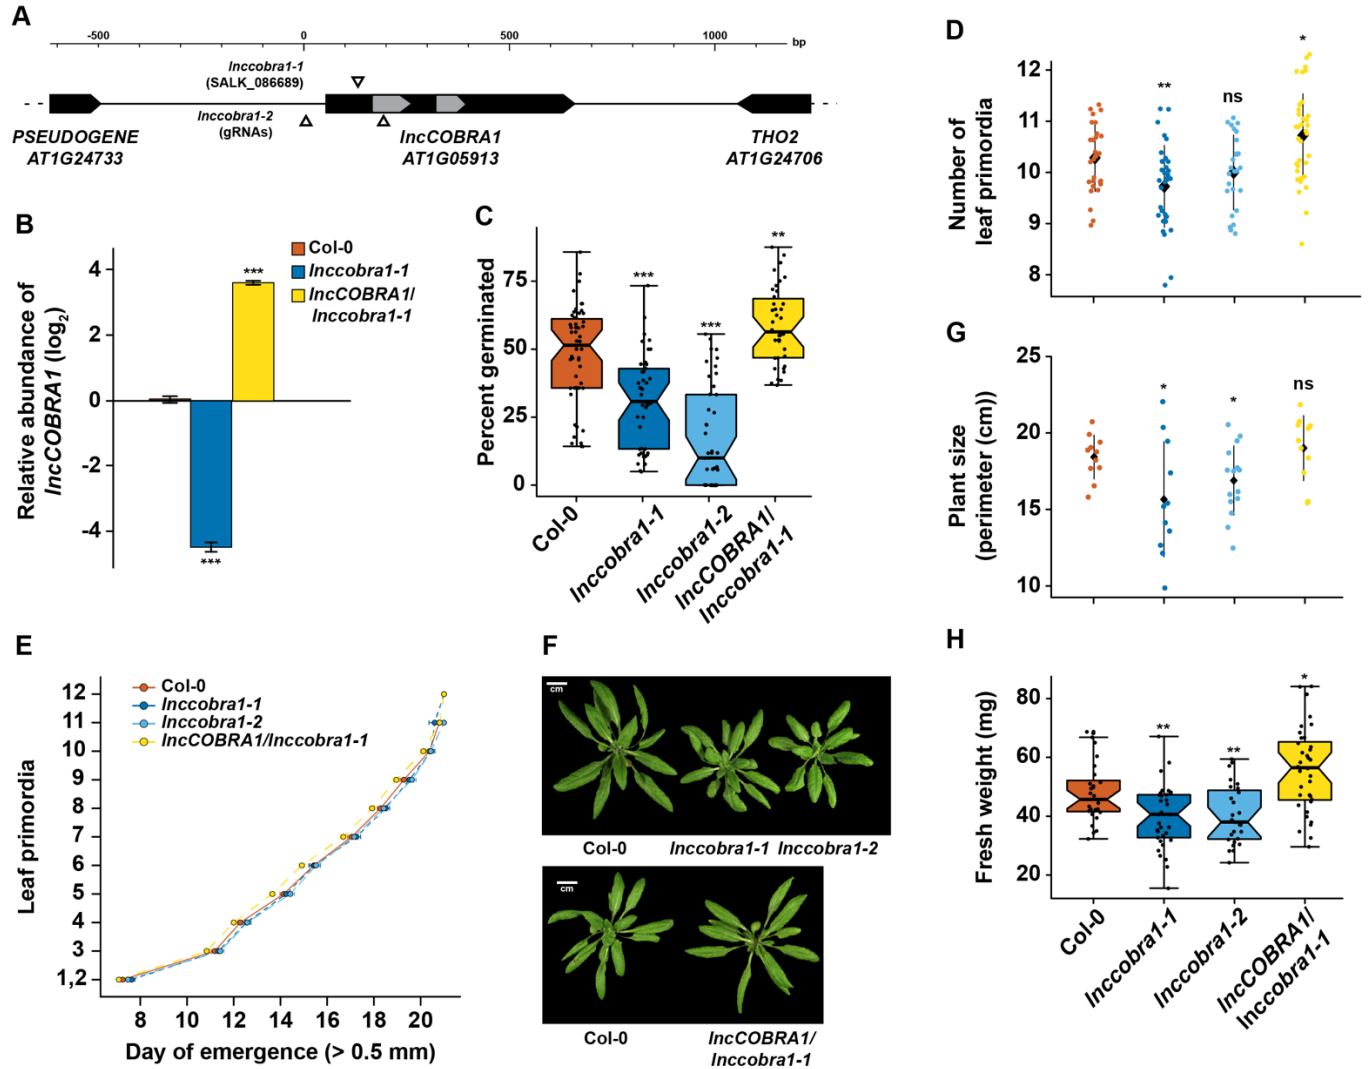 A
-500 0 500 1000 bp
lnccobra1-1
(SALK_086689)
lnccobra1-2
(gRNAs)
PSEUDOGENE
AT1G24733
lncCOBRA1
AT1G05913
THO2
AT1G24706
B
Relative abundance of
lncCOBRA1 (log2)
4
2
0
-2
-4
***
***
Col-0
lnccobra1-1
lncCOBRA1/
lnccobra1-1
C
Percent germinated
75
50
25
0
***
***
**
Col-0
lnccobra1-1
lnccobra1-2
lncCOBRA1/
lnccobra1-1
D
Number of
leaf primordia
12
11
10
9
8
**
ns
*
E
Leaf primordia
12
11
10
9
8
7
6
5
4
3
1,2
Col-0
lnccobra1-1
lnccobra1-2
lncCOBRA1/lnccobra1-1
8 10 12 14 16 18 20
Day of emergence (> 0.5 mm)
F
cm
Col-0 lnccobra1-1 lnccobra1-2
cm
Col-0 lncCOBRA1/
lnccobra1-1
G
Plant size
(perimeter (cm))
25
20
15
10
*
*
ns
H
Fresh weight (mg)
80
60
40
20
**
**
*
Col-0
lnccobra1-1
lnccobra1-2
lncCOBRA1/
lnccobra1-1